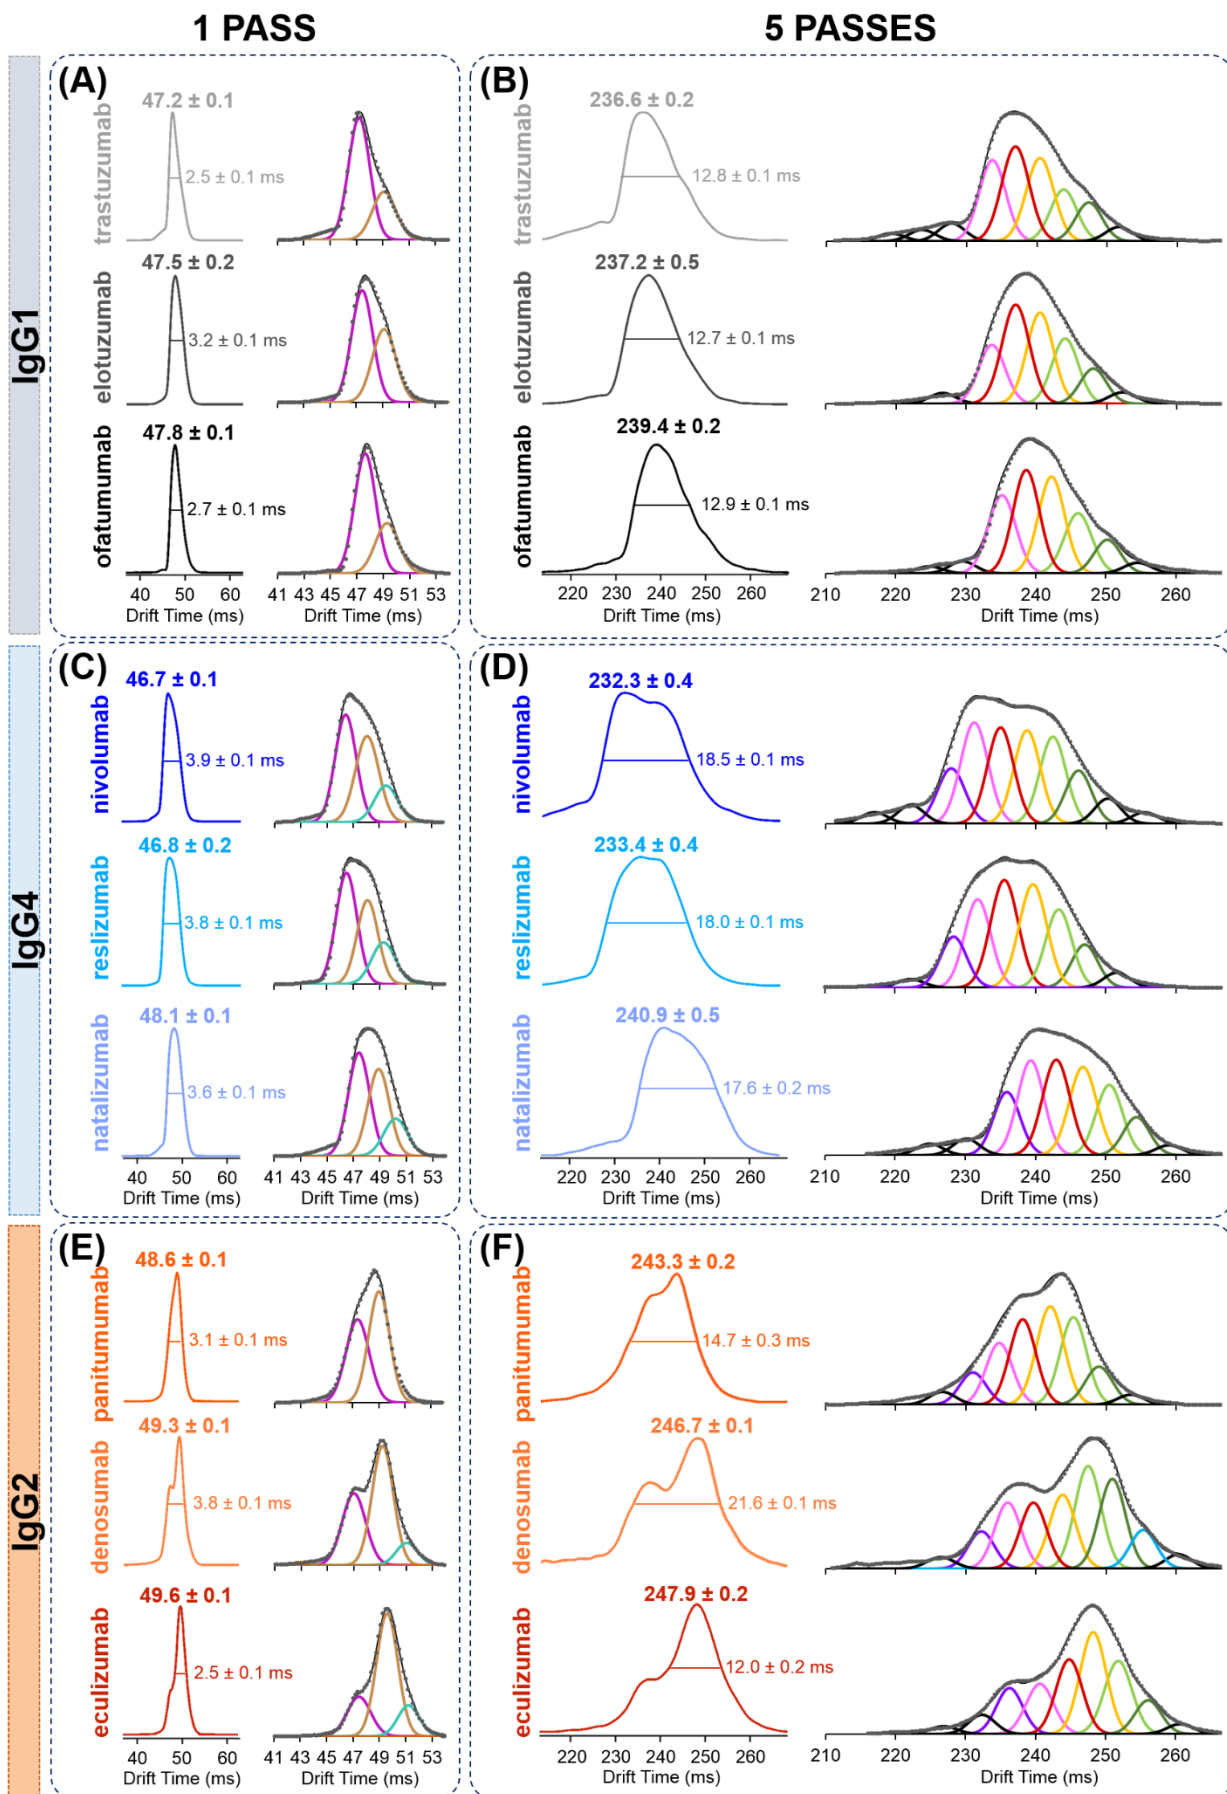 1 PASS
5 PASSES
IgG1
(A)
trastuzumab
47.2 ± 0.1
2.5 ± 0.1 ms
elotuzumab
47.5 ± 0.2
3.2 ± 0.1 ms
ofatumumab
47.8 ± 0.1
2.7 ± 0.1 ms
40 50 60
Drift Time (ms)
41 43 45 47 49 51 53
Drift Time (ms)
(B)
trastuzumab
236.6 ± 0.2
12.8 ± 0.1 ms
elotuzumab
237.2 ± 0.5
12.7 ± 0.1 ms
ofatumumab
239.4 ± 0.2
12.9 ± 0.1 ms
220 230 240 250 260
Drift Time (ms)
210 220 230 240 250 260
Drift Time (ms)
IgG4
(C)
nivolumab
46.7 ± 0.1
3.9 ± 0.1 ms
reslizumab
46.8 ± 0.2
3.8 ± 0.1 ms
natalizumab
48.1 ± 0.1
3.6 ± 0.1 ms
40 50 60
Drift Time (ms)
41 43 45 47 49 51 53
Drift Time (ms)
(D)
nivolumab
232.3 ± 0.4
18.5 ± 0.1 ms
reslizumab
233.4 ± 0.4
18.0 ± 0.1 ms
210 220 230 240 250 260
natalizumab
240.9 ± 0.5
17.6 ± 0.2 ms
220 230 240 250 260
Drift Time (ms)
210 220 230 240 250 260
Drift Time (ms)
IgG2
(E)
panitumumab
48.6 ± 0.1
3.1 ± 0.1 ms
denosumab
49.3 ± 0.1
3.8 ± 0.1 ms
eculizumab
49.6 ± 0.1
2.5 ± 0.1 ms
40 50 60
Drift Time (ms)
41 43 45 47 49 51 53
Drift Time (ms)
(F)
panitumumab
243.3 ± 0.2
14.7 ± 0.3 ms
denosumab
246.7 ± 0.1
21.6 ± 0.1 ms
eculizumab
247.9 ± 0.2
12.0 ± 0.2 ms
220 230 240 250 260
Drift Time (ms)
210 220 230 240 250 260
Drift Time (ms)